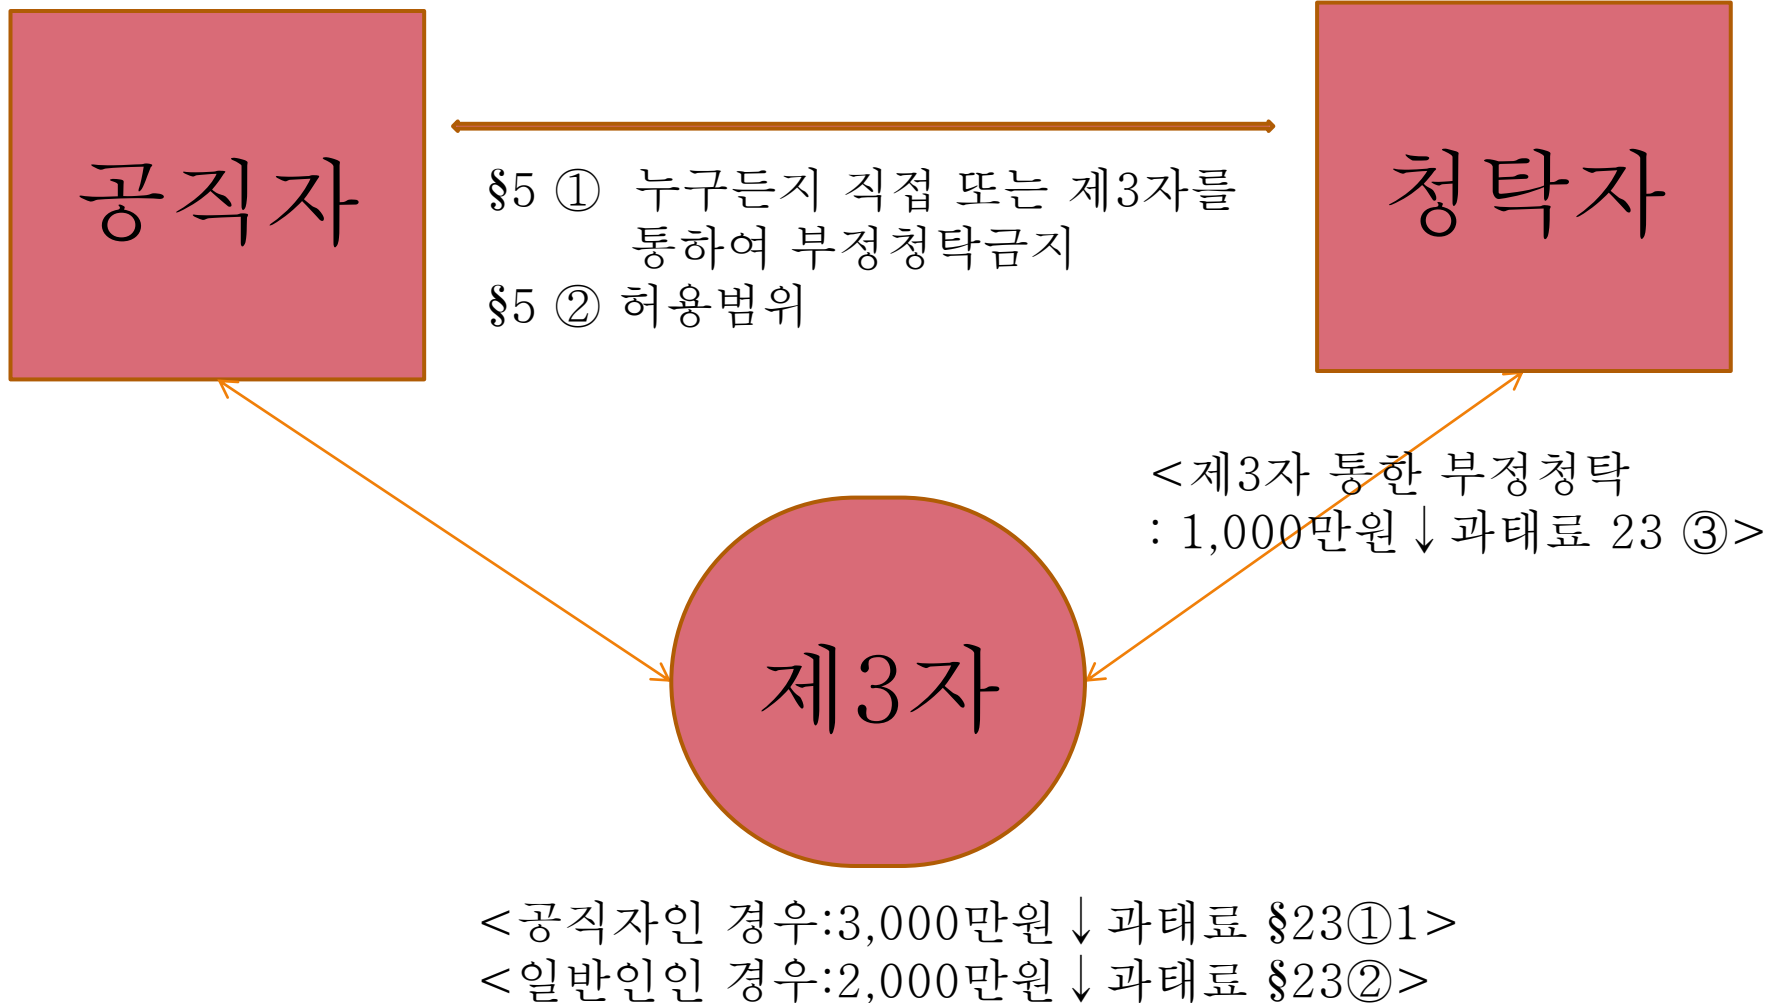 공직자
청탁자
§5 ① 누구든지 직접 또는 제3자를
통하여 부정청탁금지
§5 ② 허용범위
<제3자 통한 부정청탁
: 1,000만원↓과태료 23 ③>
제3자
<공직자인 경우:3,000만원↓과태료 §23①1>
<일반인인 경우:2,000만원↓과태료 §23②>